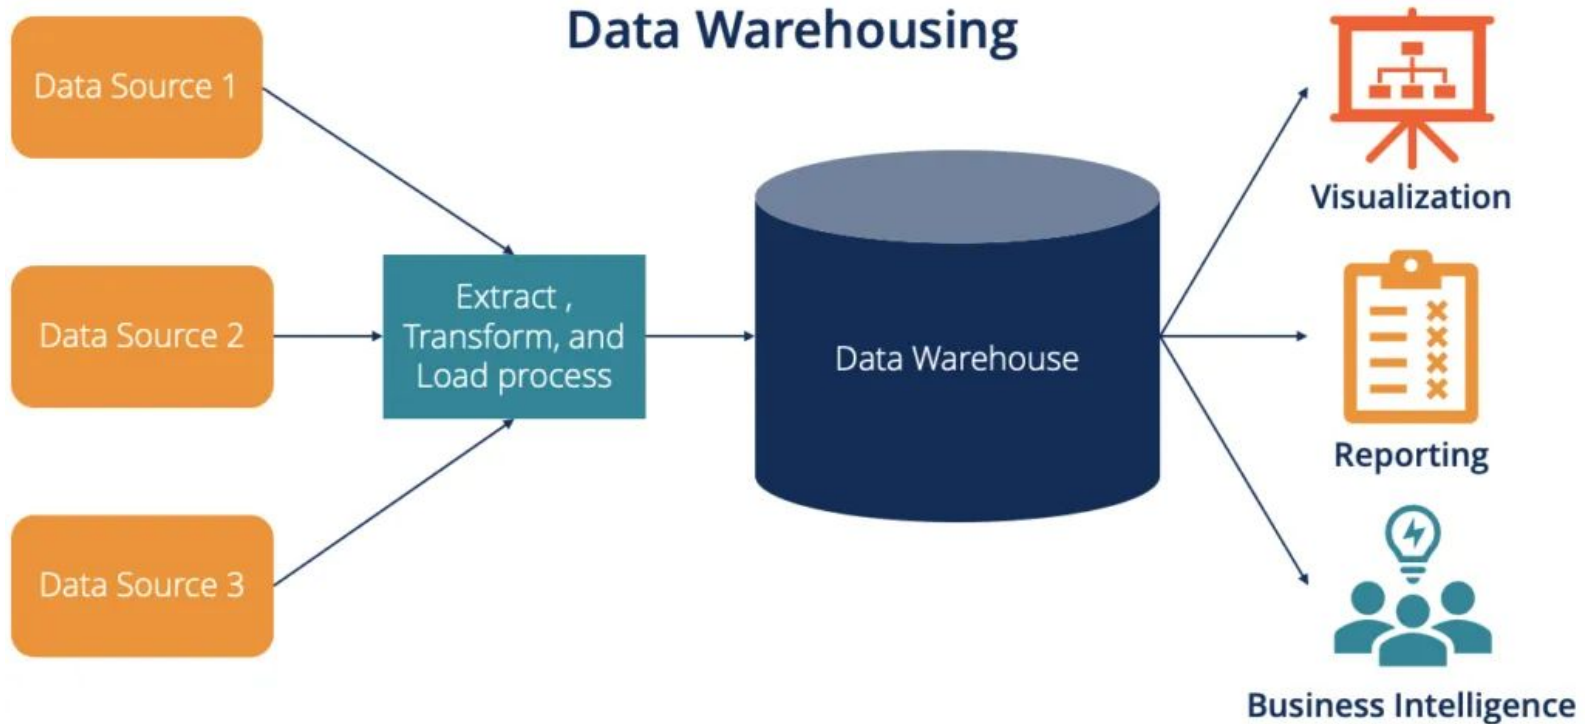 Data Warehousing
Data Source 1
Data Source 2
Data Source 3
Extract ,
Transform, and
Load process
Data Warehouse
Visualization
Reporting
Business Intelligence